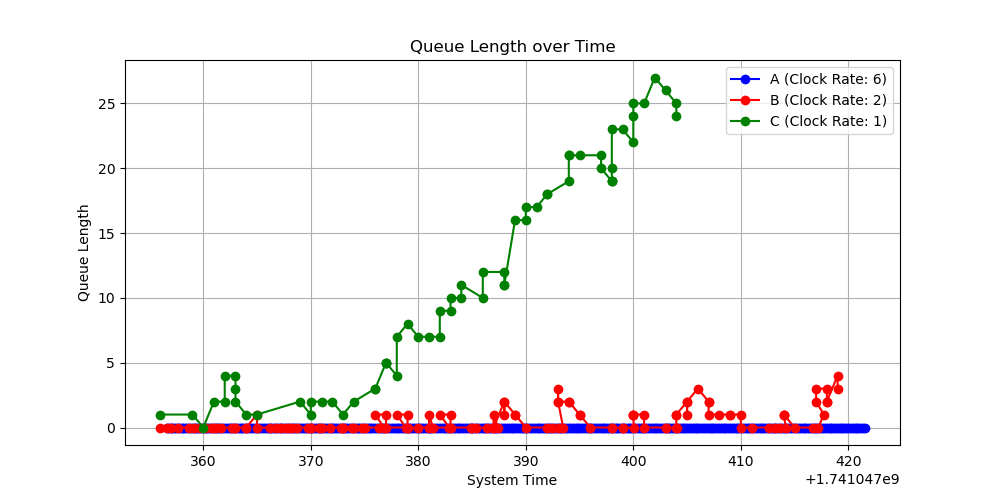 Queue Length over Time
A (Clock Rate: 6)
B (Clock Rate: 2)
C (Clock Rate: 1)
Queue Length
25
20
15
10
5
0
360 370 380 390 400 410 420
System Time
+1.741047e9